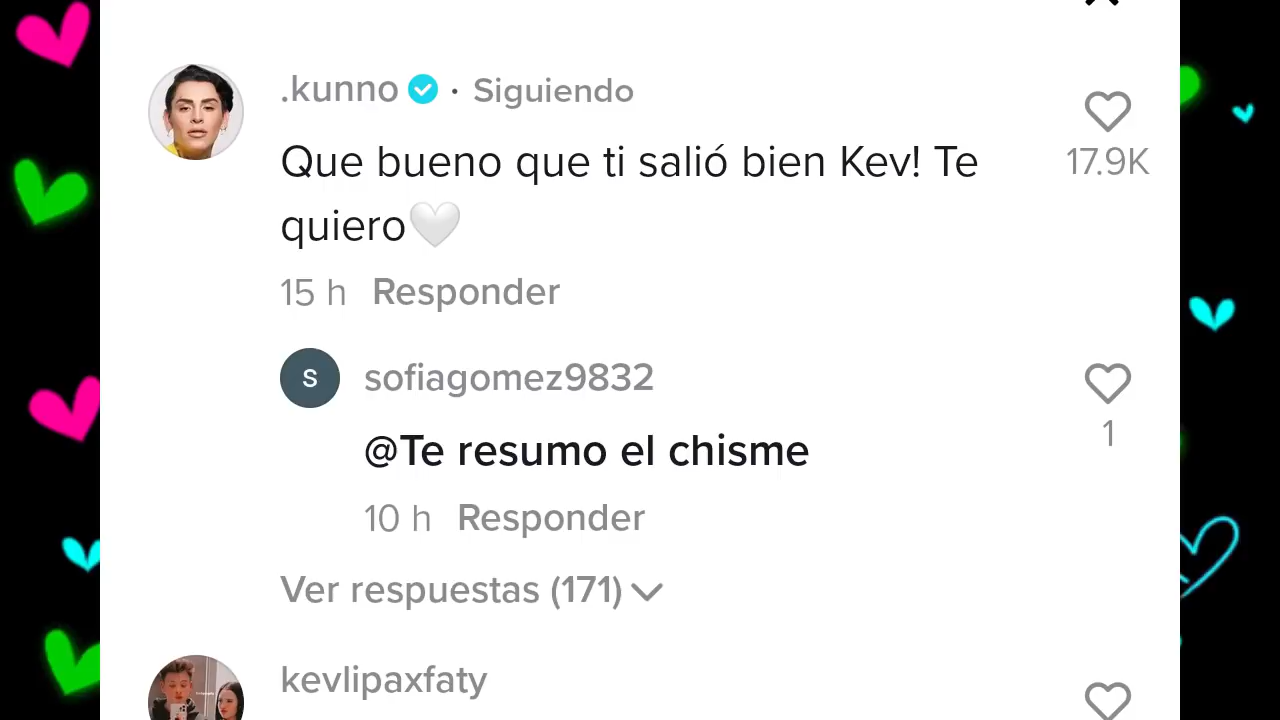 .kunno · Siguiendo
Que bueno que ti salió bien Kev! Te
17.9K
quiero🤍
15 h Responder
S sofiagomez9832
@Te resumo el chisme
1
10 h Responder
Ver respuestas (171)
kevlipaxfaty